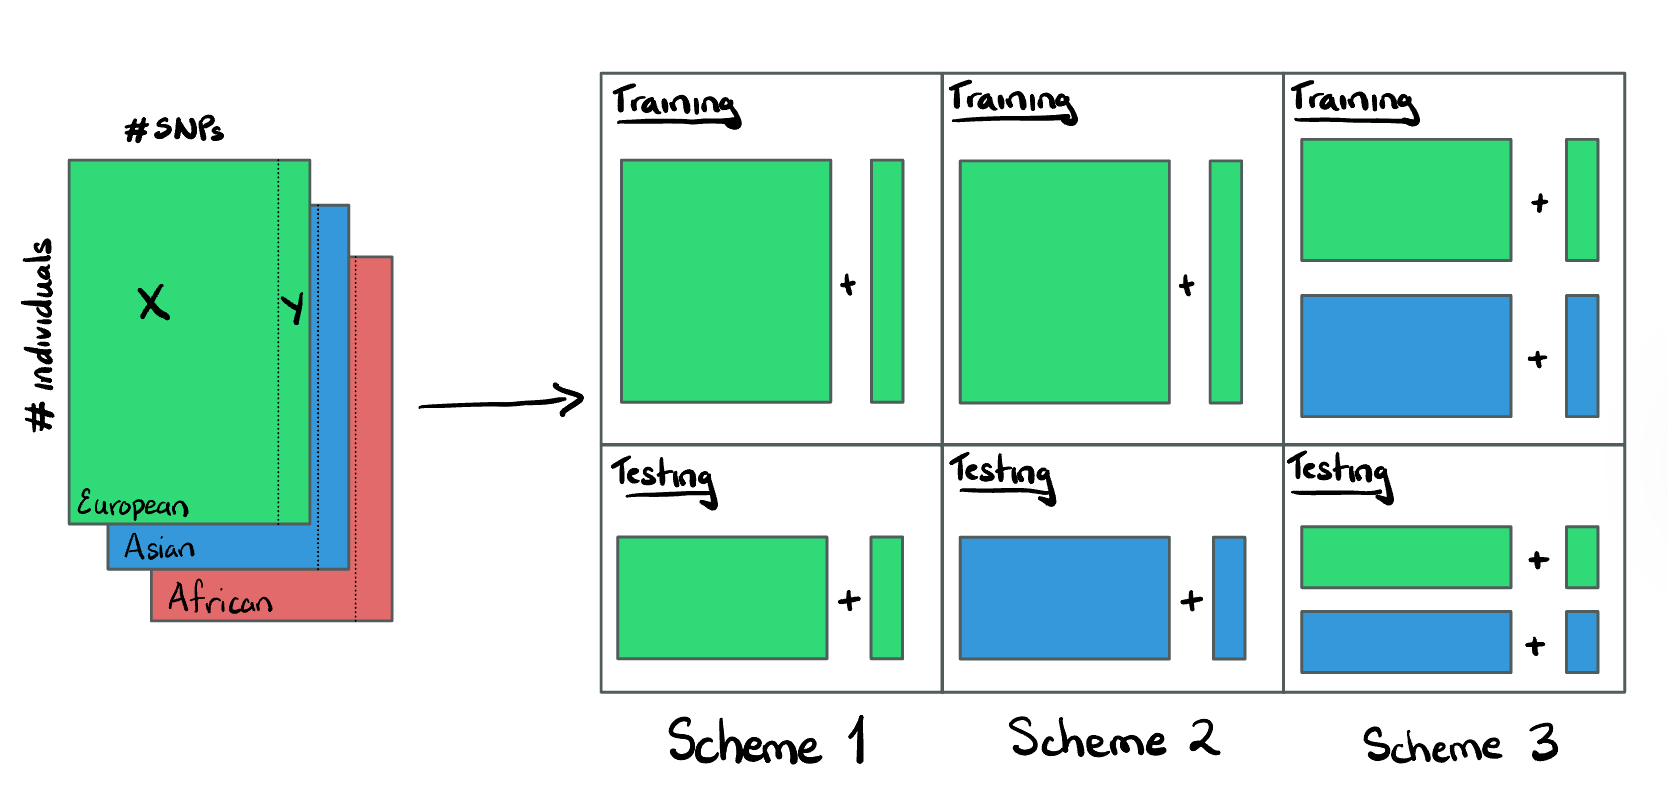 # SNPs
# individuals
X
Y
European
Asian
African
Training
+
Training
+
Training
+
+
Testing
+
Testing
+
Testing
+
+
Scheme 1
Scheme 2
Scheme 3